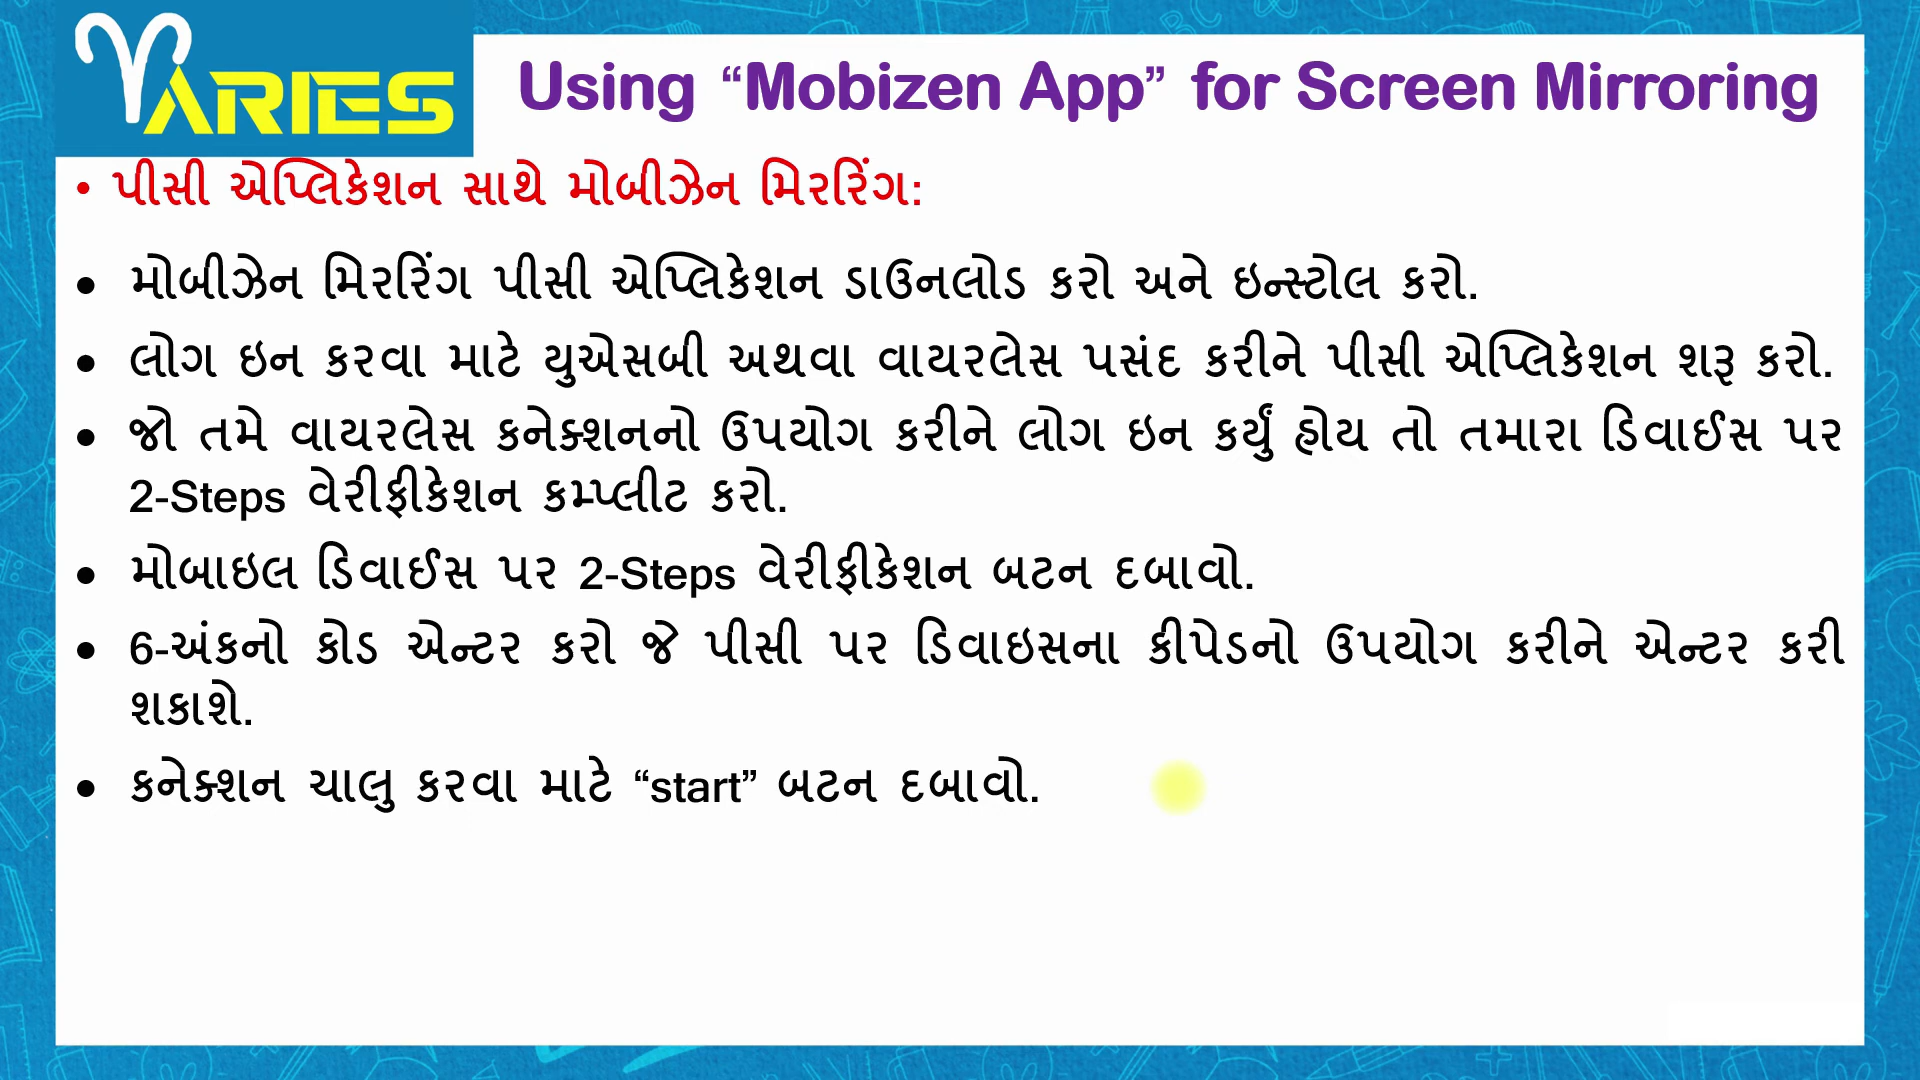 ARIES
Using “Mobizen App” for Screen Mirroring
• પીસી એપ્લિકેશન સાથે મોબીઝેન મિરરિંગ:
• મોબીઝેન મિરરિંગ પીસી એપ્લિકેશન ડાઉનલોડ કરો અને ઇન્સ્ટોલ કરો.
• લોગ ઇન કરવા માટે યુએસબી અથવા વાયરલેસ પસંદ કરીને પીસી એપ્લિકેશન શરૂ કરો.
• જો તમે વાયરલેસ કનેક્શનનો ઉપયોગ કરીને લોગ ઇન કર્યું હોય તો તમારા ડિવાઈસ પર
2-Steps વેરીફીકેશન કમ્પ્લીટ કરો.
• મોબાઇલ ડિવાઈસ પર 2-Steps વેરીફીકેશન બટન દબાવો.
• 6-અંકનો કોડ એન્ટર કરો જે પીસી પર ડિવાઇસના કીપેડનો ઉપયોગ કરીને એન્ટર કરી
શકાશે.
• કનેક્શન ચાલુ કરવા માટે “start” બટન દબાવો.